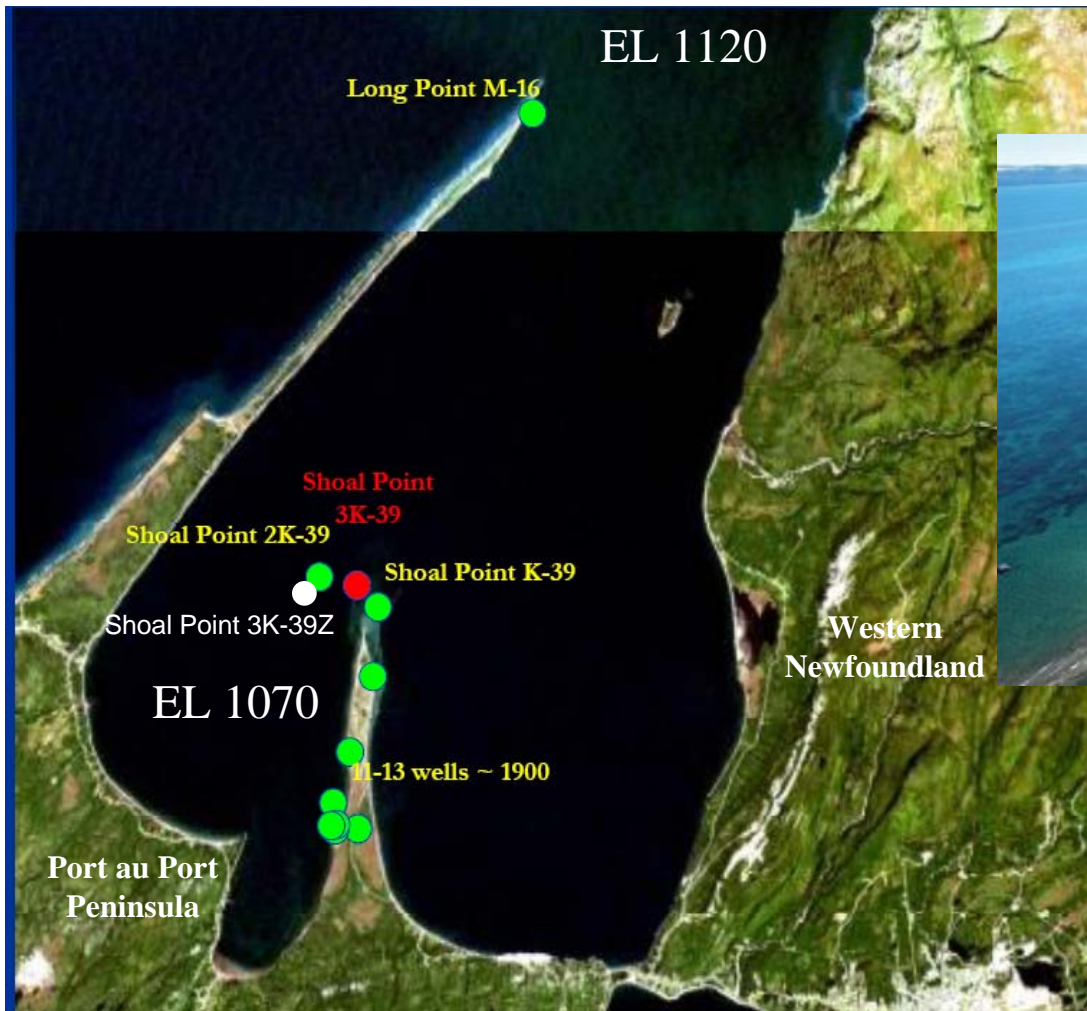 EL 1120
Long Point M-16
Shoal Point
3K-39
Shoal Point 2K-39
Shoal Point K-39
Shoal Point 3K-39Z
Western
Newfoundland
EL 1070
11-13 wells ~ 1900
Port au Port
Peninsula